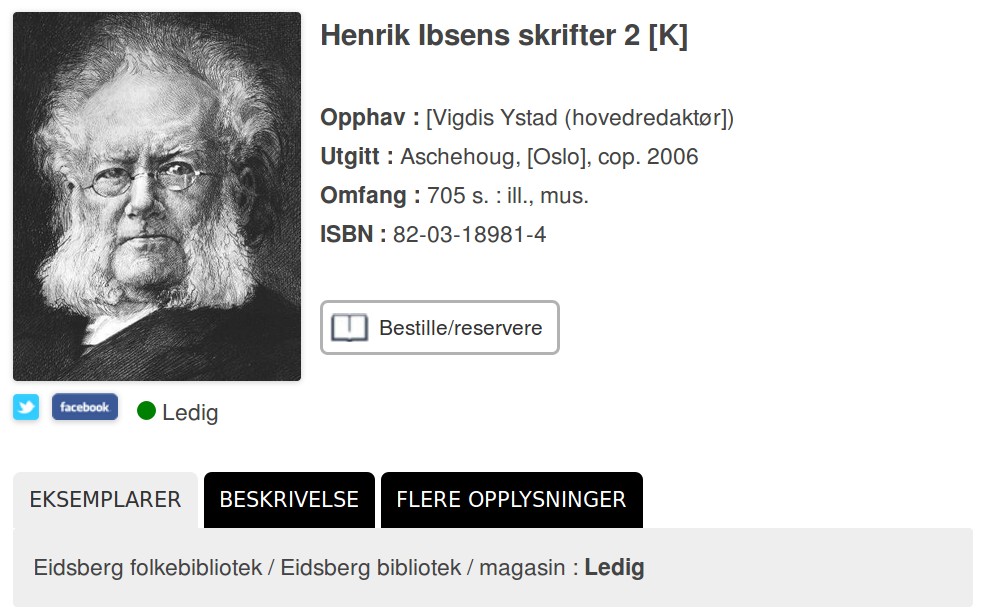 Henrik Ibsens skrifter 2 [K]
Opphav : [Vigdis Ystad (hovedredaktør])
Utgitt : Aschehoug, [Oslo], cop. 2006
Omfang : 705 s. : ill., mus.
ISBN : 82-03-18981-4
Bestille/reservere
facebook Ledig
EKSEMPLARER BESKRIVELSE FLERE OPPLYSNINGER
Eidsberg folkebibliotek / Eidsberg bibliotek / magasin : Ledig